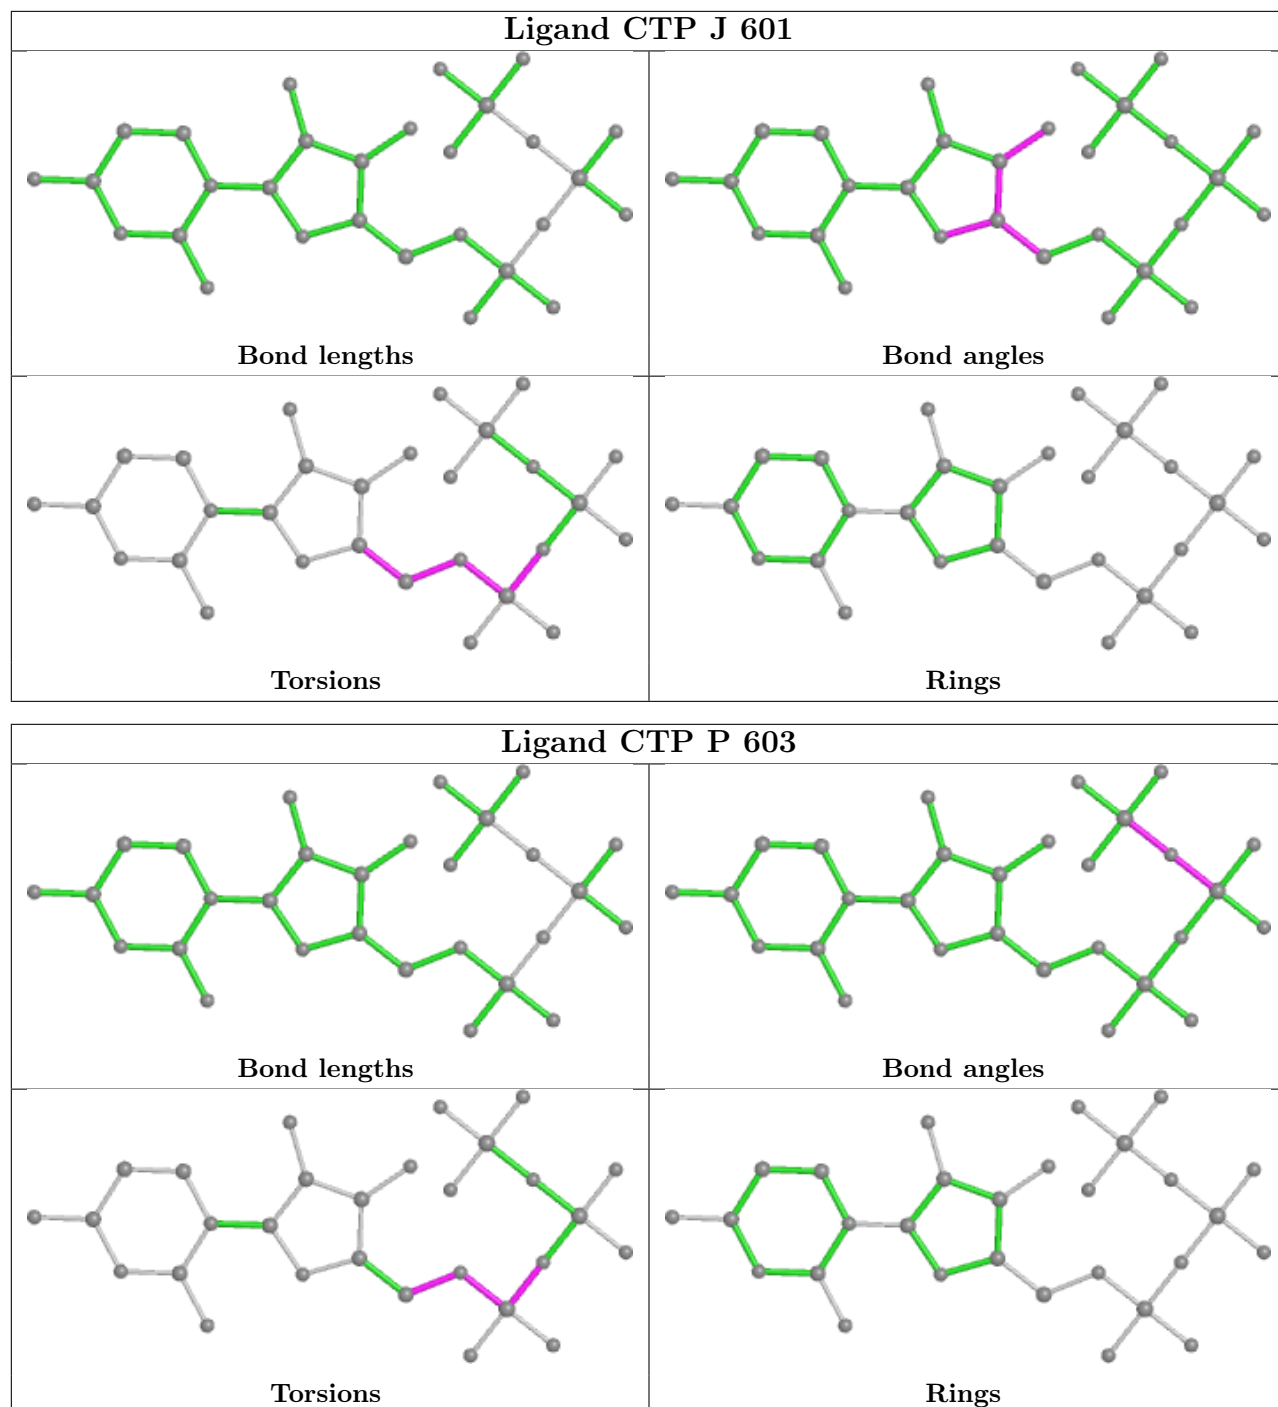 Ligand CTP J 601
Bond lengths
Bond angles
Torsions
Rings
Ligand CTP P 603
Bond lengths
Bond angles
Torsions
Rings